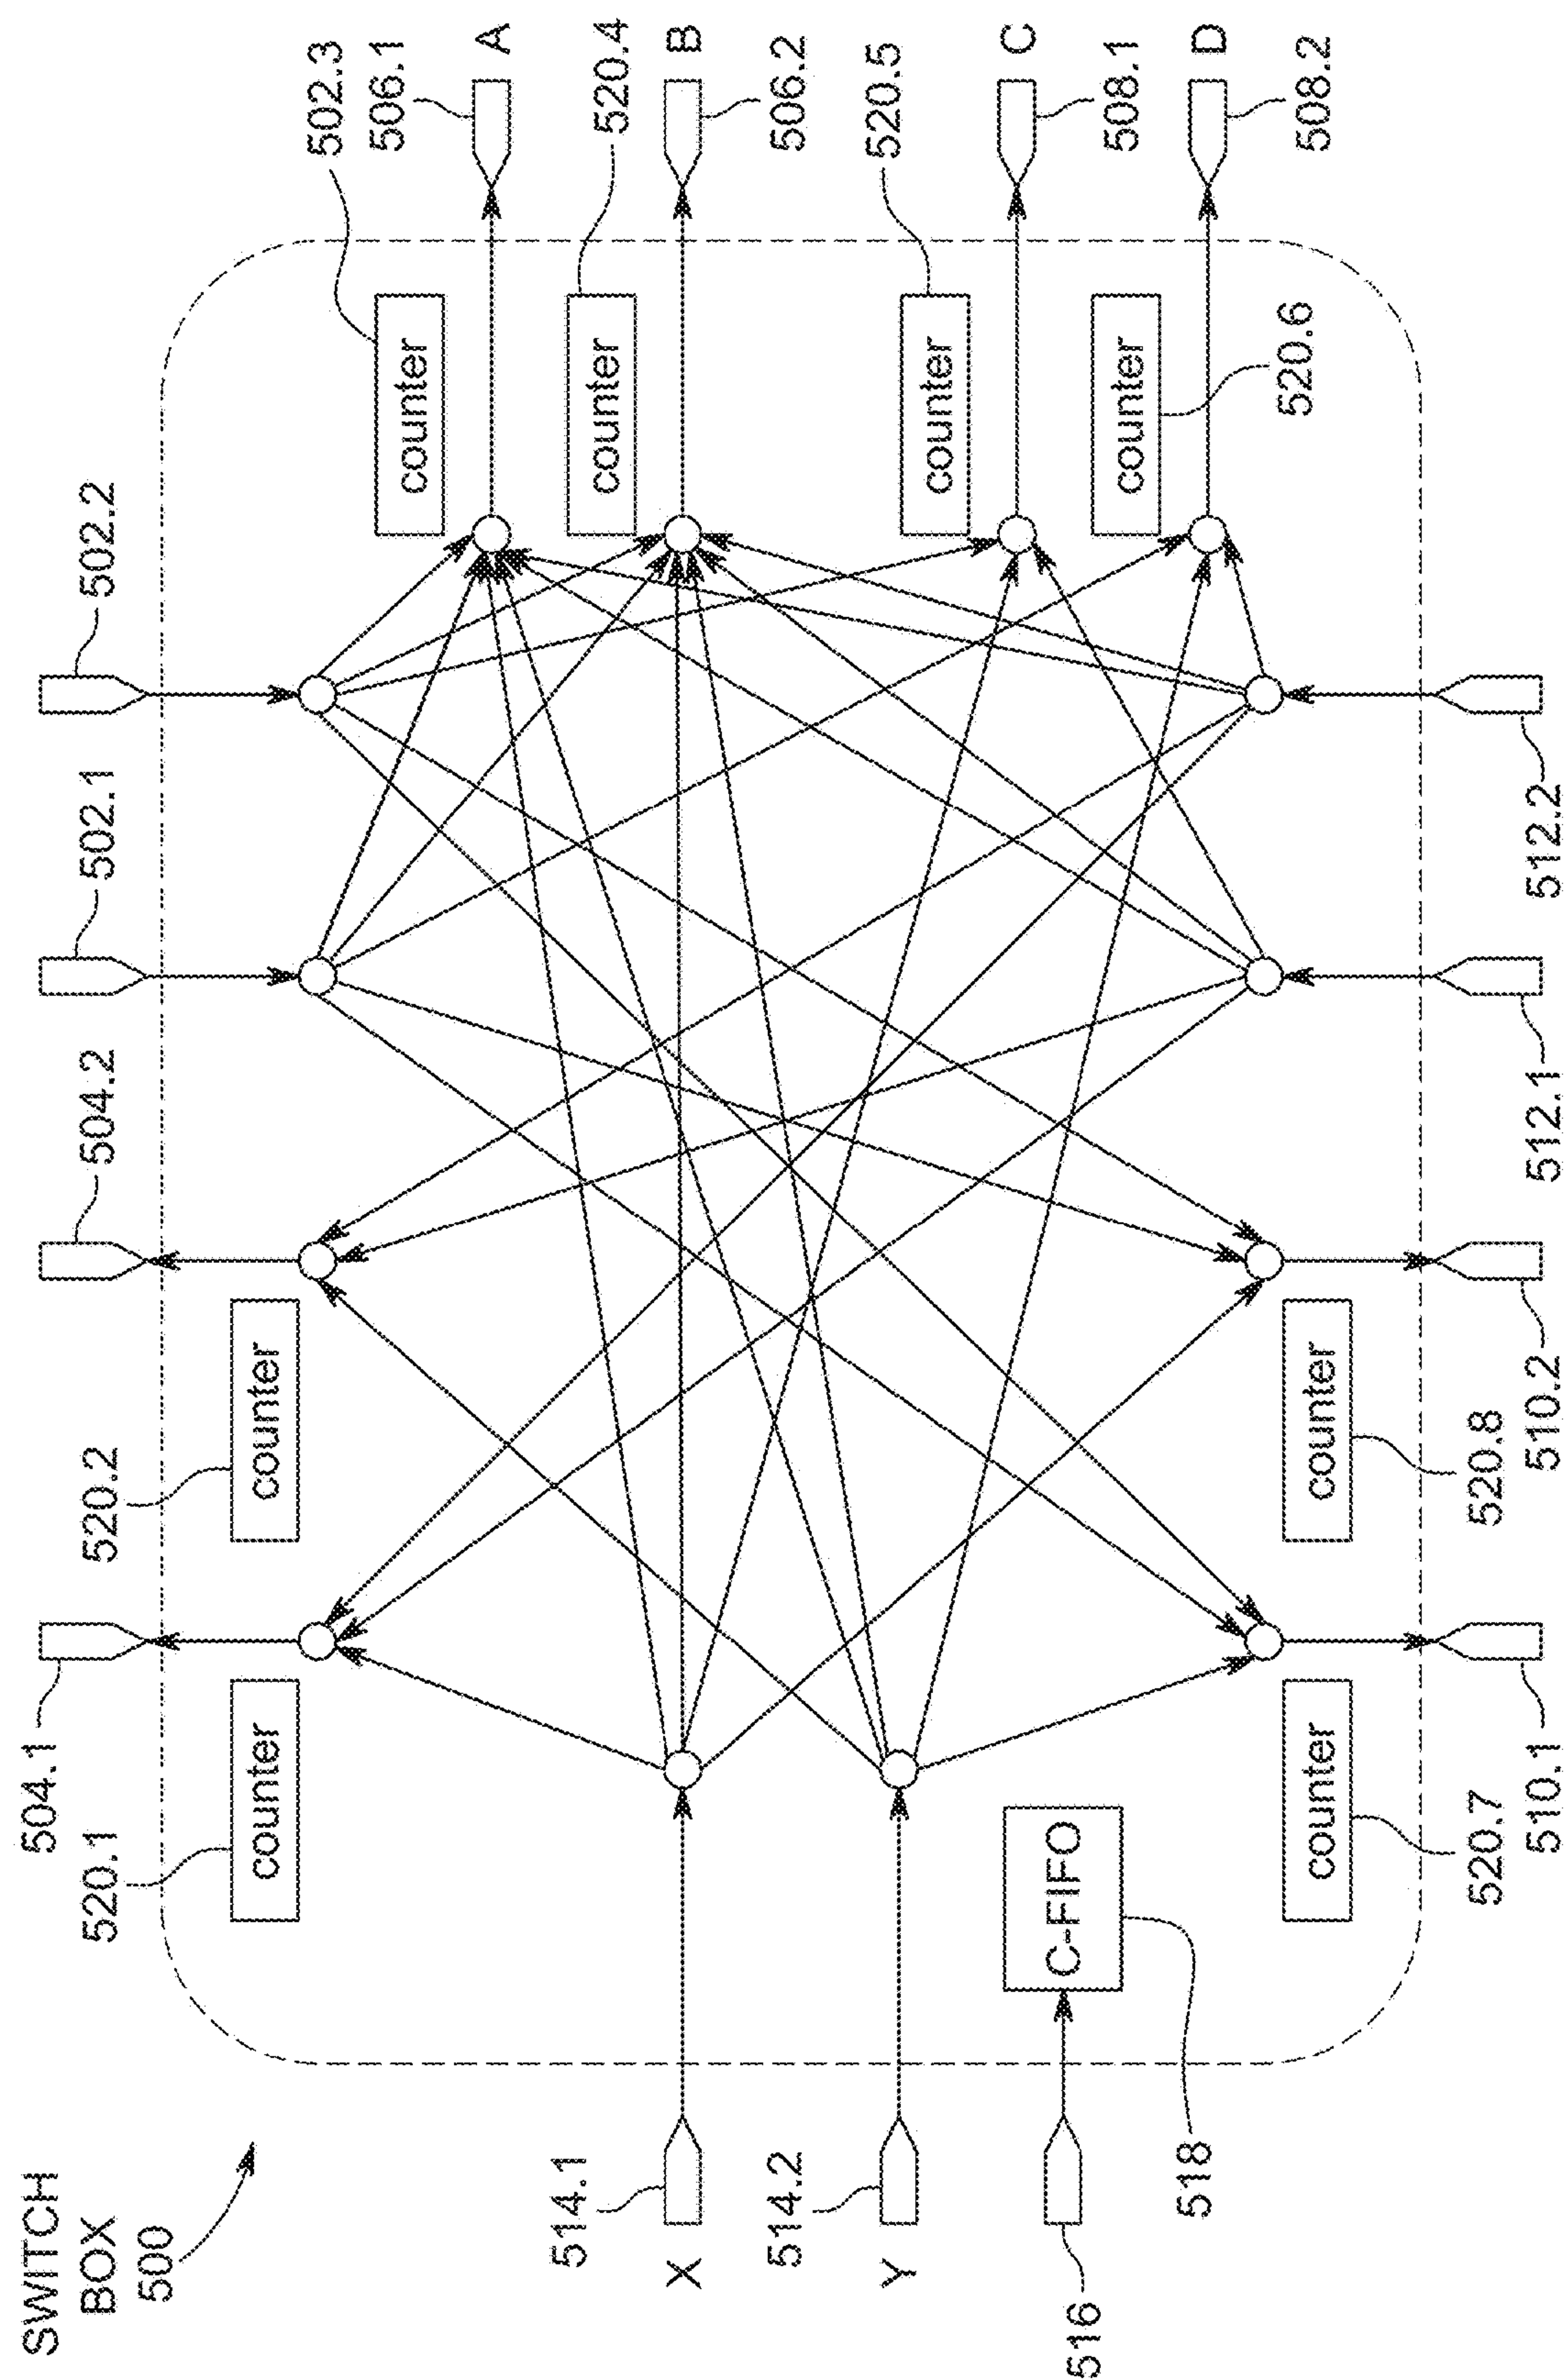 SWITCH
BOX
500
504.1
520.1
520.2
504.2
502.1
502.2
counter
counter
502.3
506.1
counter
A
520.4
counter
514.1
X
B
506.2
514.2
Y
520.5
counter
C
508.1
516
C-FIFO
518
counter
D
520.6
508.2
counter
counter
520.7
520.8
510.1
510.2
512.1
512.2